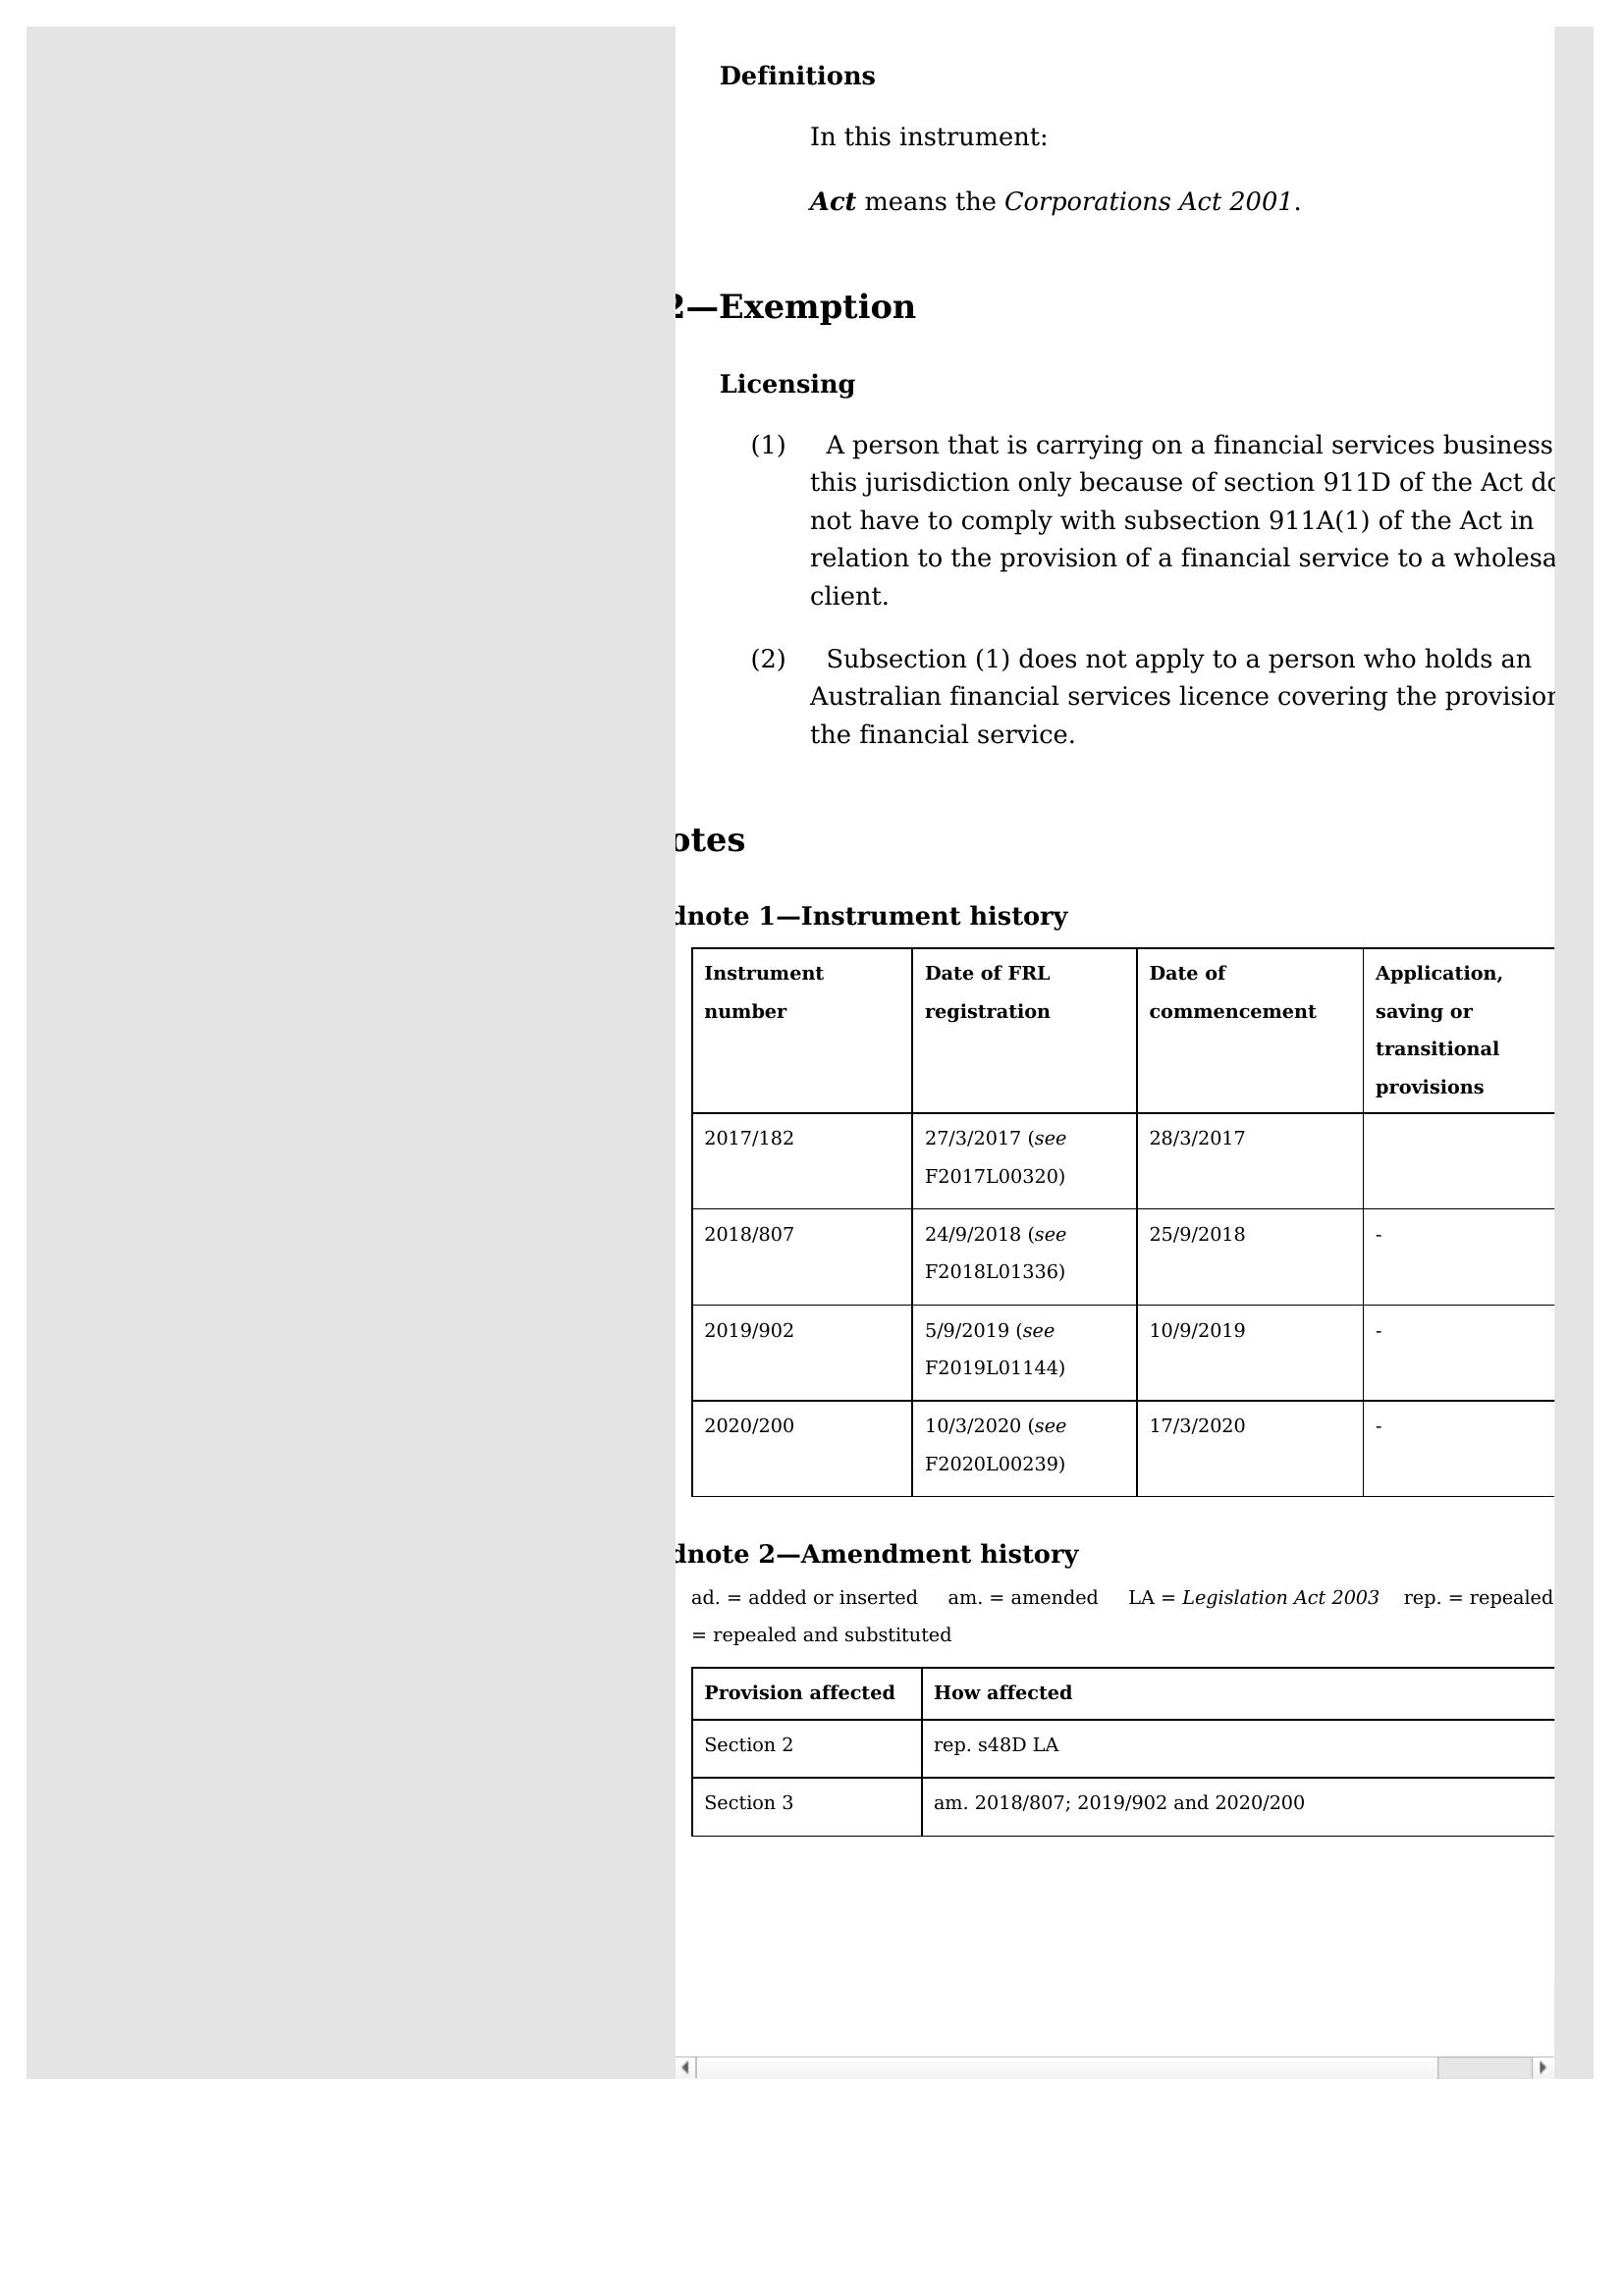 Definitions
In this instrument:
Act means the Corporations Act 2001.
2—Exemption
Licensing
(1) A person that is carrying on a financial services business
this jurisdiction only because of section 911D of the Act
not have to comply with subsection 911A(1) of the Act in
relation to the provision of a financial service to a
client.
(2) Subsection (1) does not apply to a person who holds an
Australian financial services licence covering the provision
the financial service.
otes
dnote 1—Instrument history
Instrument number
Date of FRL registration
Date of commencement
Application, saving or transitional provisions
2017/182
27/3/2017 (see
F2017L00320)
28/3/2017
2018/807
24/9/2018 (see
F2018L01336)
25/9/2018
-
2019/902
5/9/2019 (see
F2019L01144)
10/9/2019
-
2020/200
10/3/2020 (see
F2020L00239)
17/3/2020
-
dnote 2—Amendment history
ad. = added or inserted am. = amended LA = Legislation Act 2003 rep. = repealed
= repealed and substituted
Provision affected
How affected
Section 2
rep. s48D LA
Section 3
am. 2018/807; 2019/902 and 2020/200